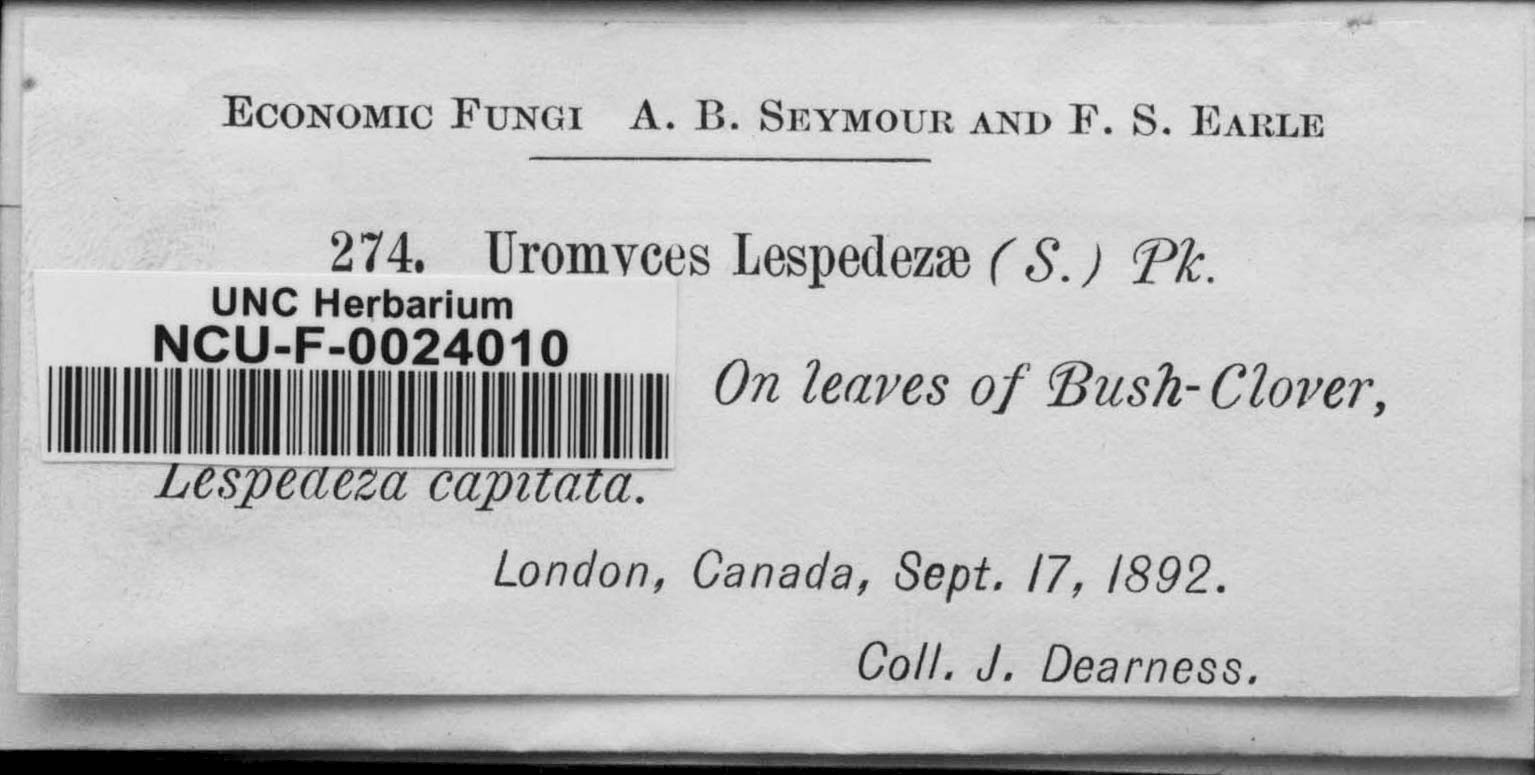 ECONOMIC FUNGI A. B. SEYMOUR AND F. S. EARLE
274. Uromyces Lespedezæ (S.) Pk.
UNC Herbarium
NCU-F-0024010
On leaves of Bush-Clover,
Lespedeza capitata.
London, Canada, Sept. 17, 1892.
Coll. J. Dearness.